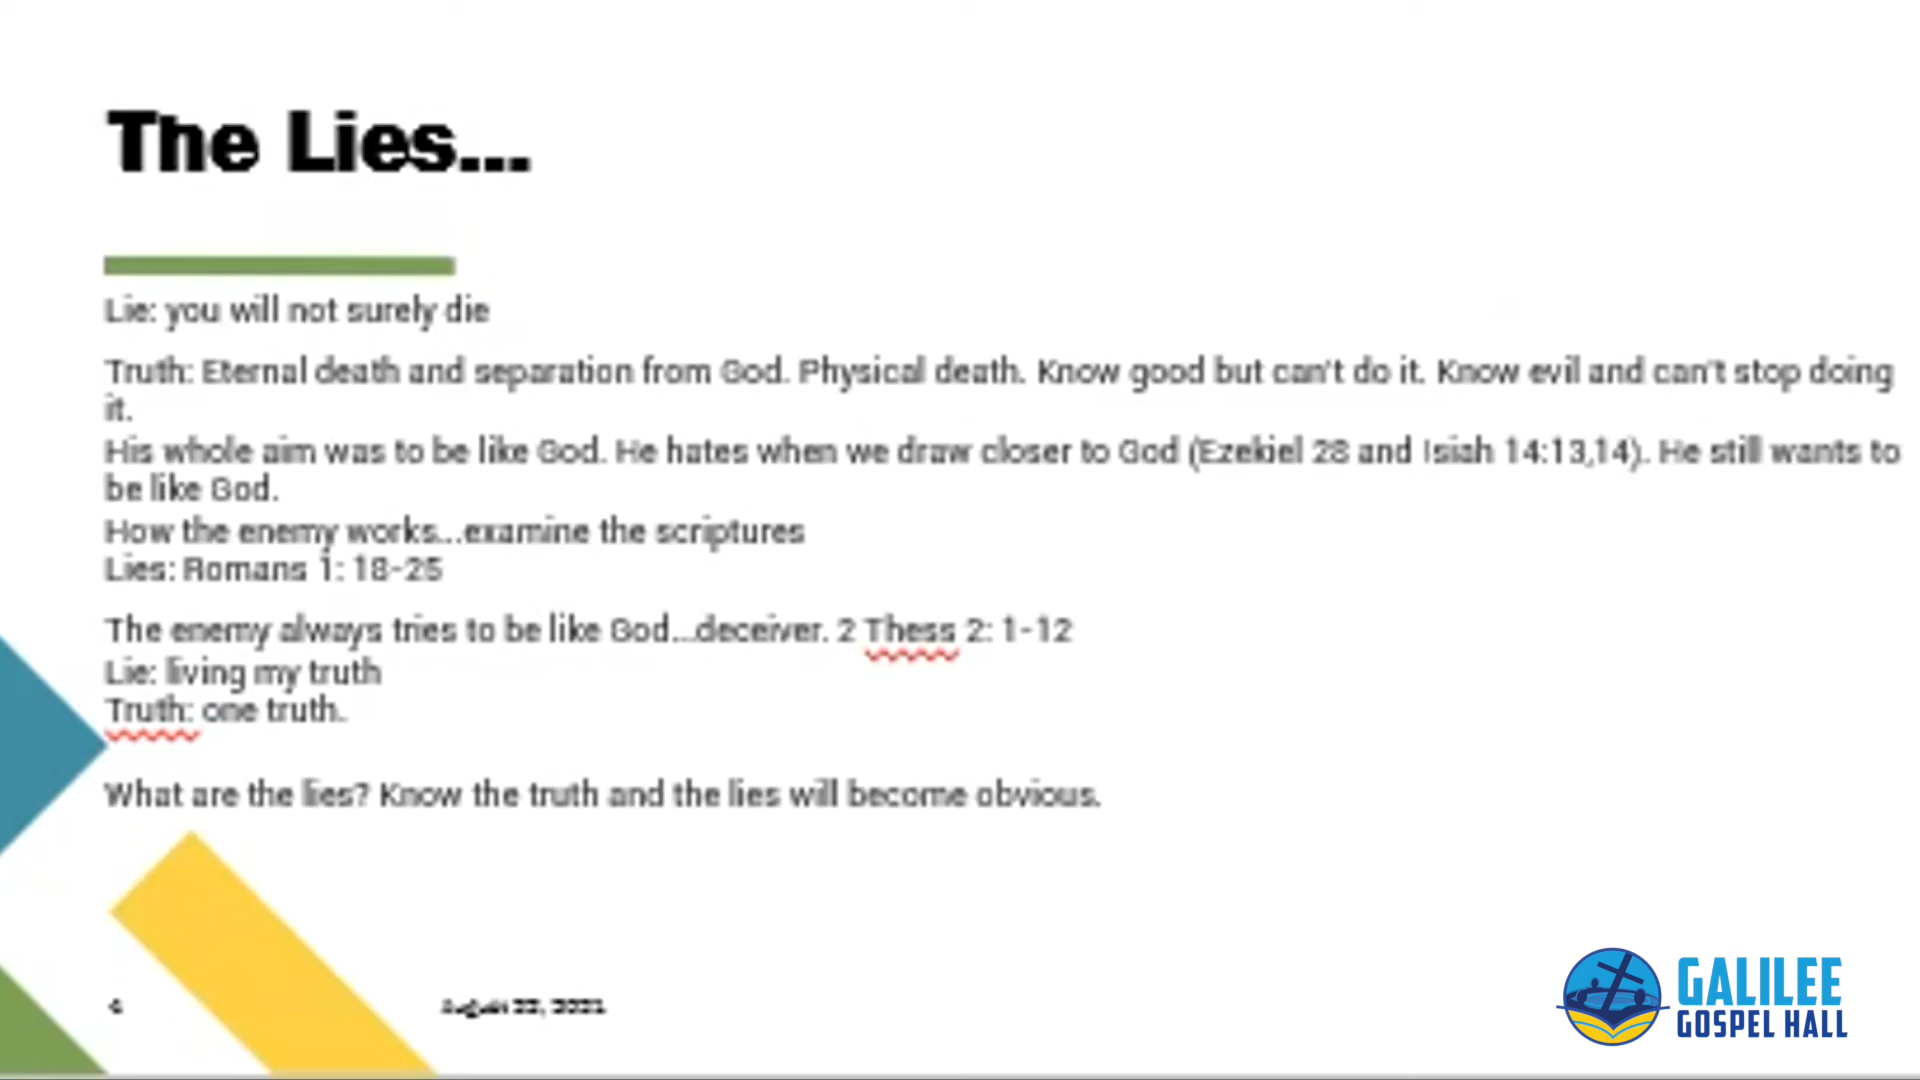 The Lies...
Lie: you will not surely die
Truth: Eternal death and separation from God. Physical death. Know good but can't do it. Know evil and can't stop doing
it.
His whole aim was to be like God. He hates when we draw closer to God (Ezekiel 28 and Isiah 14:13,14). He still wants to
be like God.
How the enemy works...examine the scriptures
Lies: Romans 1: 18-25
The enemy always tries to be like God...deceiver. 2 Thess 2: 1-12
Lie: living my truth
Truth: one truth.
What are the lies? Know the truth and the lies will become obvious.
August 22, 2021
GALILEE
GOSPEL HALL